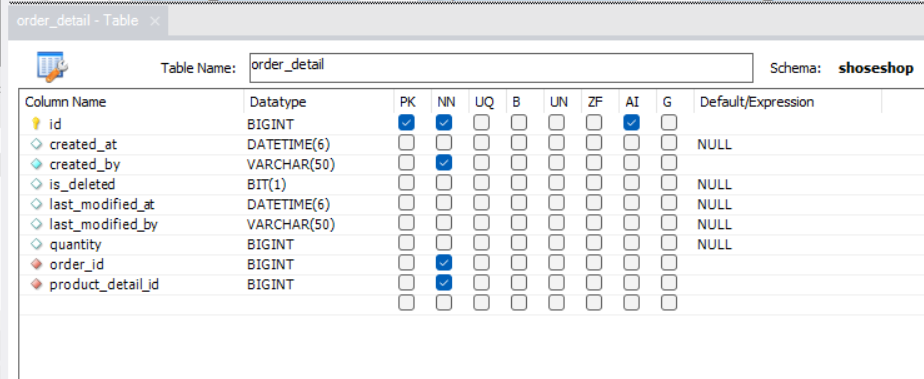 order_detail - Table ×
Table Name: order_detail Schema: shoseshop
Column Name Datatype PK NN UQ B UN ZF AI G Default/Expression
id BIGINT
created_at DATETIME(6) NULL
created_by VARCHAR(50)
is_deleted BIT(1) NULL
last_modified_at DATETIME(6) NULL
last_modified_by VARCHAR(50) NULL
quantity BIGINT NULL
order_id BIGINT
product_detail_id BIGINT